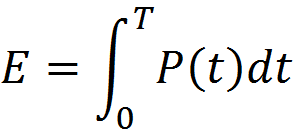 E = ∫₀ᵀ P(t)dt